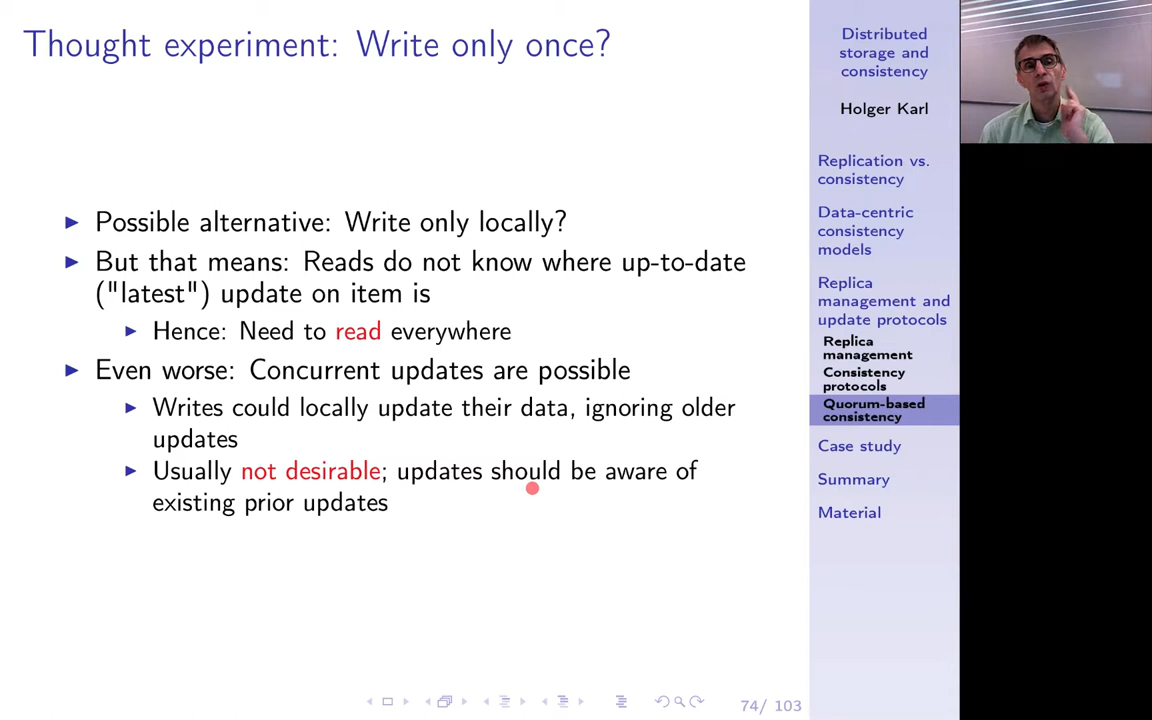 Thought experiment: Write only once?
▶ Possible alternative: Write only locally?
▶ But that means: Reads do not know where up-to-date
("latest") update on item is
▶ Hence: Need to read everywhere
▶ Even worse: Concurrent updates are possible
▶ Writes could locally update their data, ignoring older
updates
▶ Usually not desirable; updates should be aware of
existing prior updates
74/ 103
Distributed
storage and
consistency
Holger Karl
Replication vs.
consistency
Data-centric
consistency
models
Replica
management and
update protocols
Replica
management
Consistency
protocols
Quorum-based
consistency
Case study
Summary
Material